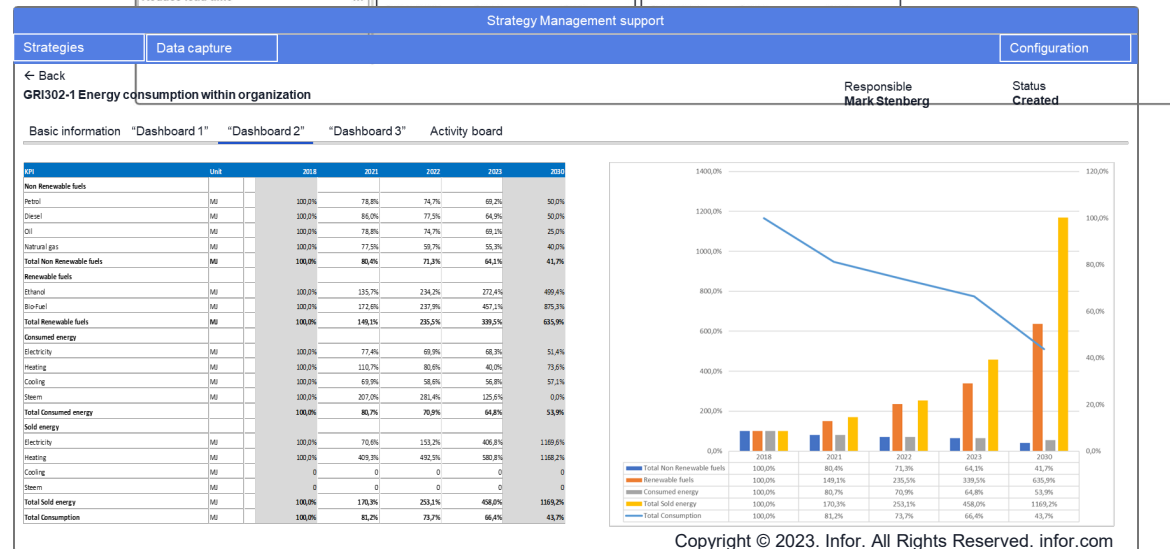 Strategy Management support
Strategies Data capture Configuration
← Back
GRI302-1 Energy consumption within organization
Responsible
Mark Stenberg
Status
Created
Basic information "Dashboard 1" "Dashboard 2" "Dashboard 3" Activity board
KPI Unit 2018 2021 2022 2023 2030
Non Renewable fuels
Petrol MJ 100,0% 78,8% 74,7% 69,2% 50,0%
Diesel MJ 100,0% 86,0% 77,5% 64,9% 50,0%
Oil MJ 100,0% 78,8% 74,7% 69,1% 25,0%
Natrural gas MJ 100,0% 77,5% 59,7% 55,3% 40,0%
Total Non Renewable fuels MJ 100,0% 80,4% 71,3% 64,1% 41,7%
Renewable fuels
Ethanol MJ 100,0% 135,7% 234,2% 272,4% 499,4%
Bio-Fuel MJ 100,0% 172,6% 237,9% 457,1% 875,3%
Total Renewable fuels MJ 100,0% 149,1% 235,5% 339,5% 635,9%
Consumed energy
Electricity MJ 100,0% 77,4% 69,9% 68,3% 51,4%
Heating MJ 100,0% 110,7% 80,6% 40,0% 73,6%
Cooling MJ 100,0% 69,9% 58,6% 56,8% 57,1%
Steem MJ 100,0% 207,0% 281,4% 125,6% 0,0%
Total Consumed energy 100,0% 80,7% 70,9% 64,8% 53,9%
Sold energy
Electricity MJ 100,0% 70,6% 153,2% 406,8% 1169,6%
Heating MJ 100,0% 409,3% 492,5% 580,8% 1168,2%
Cooling MJ 0 0 0 0 0
Steem MJ 0 0 0 0 0
Total Sold energy MJ 100,0% 170,3% 253,1% 458,0% 1169,2%
Total Consumption MJ 100,0% 81,2% 73,7% 66,4% 43,7%
1400,0%
1200,0%
1000,0%
800,0%
600,0%
400,0%
200,0%
0,0%
120,0%
100,0%
80,0%
60,0%
40,0%
20,0%
0,0%
2018 2021 2022 2023 2030
Total Non Renewable fuels 100,0% 80,4% 71,3% 64,1% 41,7%
Renewable fuels 100,0% 149,1% 235,5% 339,5% 635,9%
Consumed energy 100,0% 80,7% 70,9% 64,8% 53,9%
Total Sold energy 100,0% 170,3% 253,1% 458,0% 1169,2%
Total Consumption 100,0% 81,2% 73,7% 66,4% 43,7%
Copyright © 2023. Infor. All Rights Reserved. infor.com